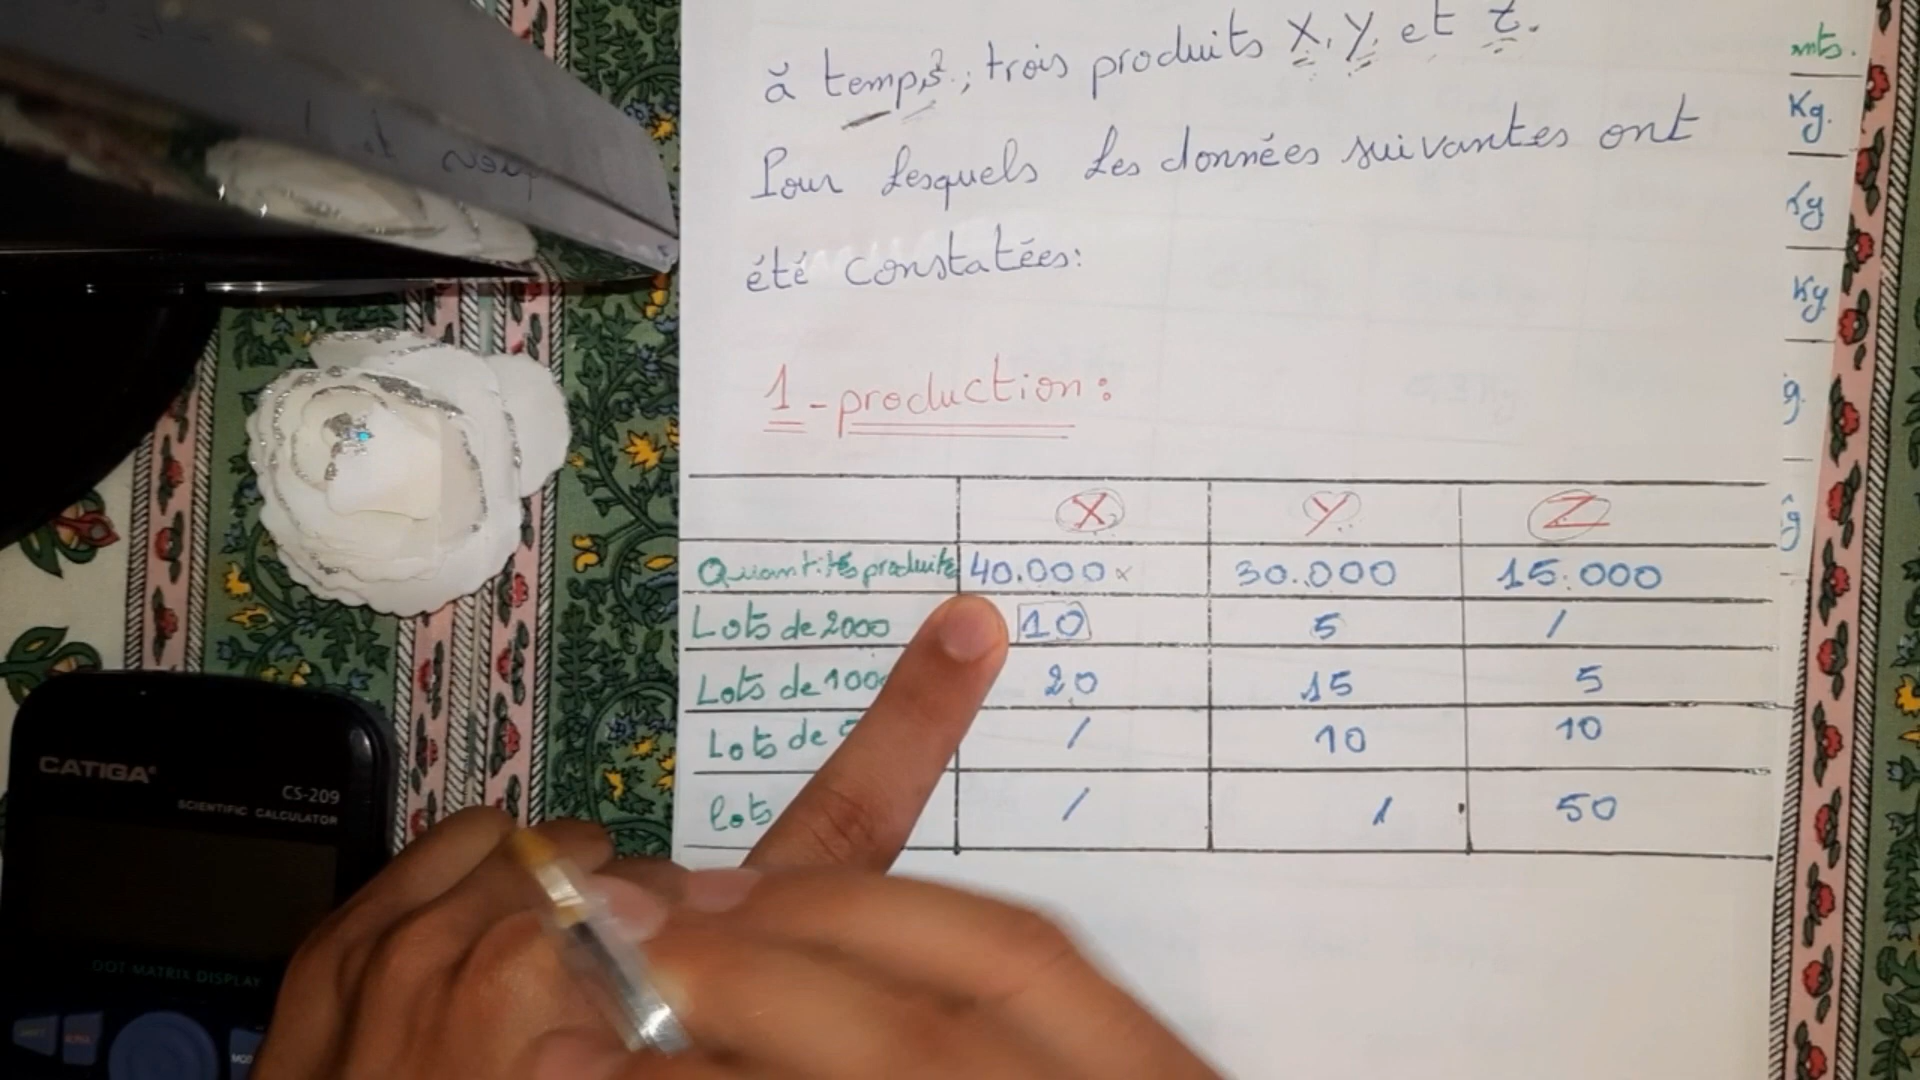 à temps, trois produits X, Y, et Z.
Pour lesquels les données suivantes ont
été constatées:
1 - production:
X Y Z
Quantités produites 40.000 30.000 15.000
Lots de 2000 10 5 /
Lots de 100 20 15 5
Lots de / 10 10
lots / / 50
mts.
Kg.
Kg
Kg
g.
g
CATIGA
CS-209
SCIENTIFIC CALCULATOR
DOT MATRIX DISPLAY